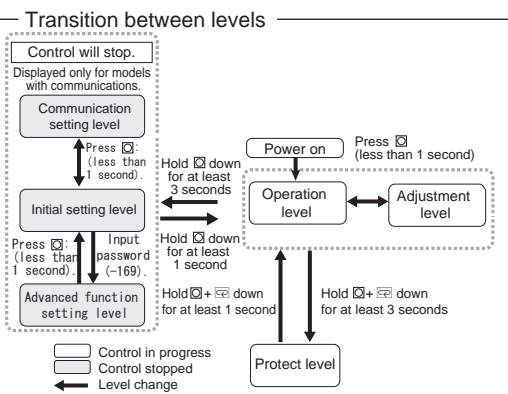 Transition between levels
Control will stop.
Displayed only for models
with communications.
Communication
setting level
Press :
(less than
1 second).
Initial setting level
Press :
(less than
1 second).
Input
password
(−169).
Advanced function
setting level
Hold down
for at least
3 seconds
Hold down
for at least
1 second
Power on
Press
(less than 1 second)
Operation
level
Adjustment
level
Hold + down
for at least 1 second
Hold + down
for at least 3 seconds
Protect level
Control in progress
Control stopped
Level change